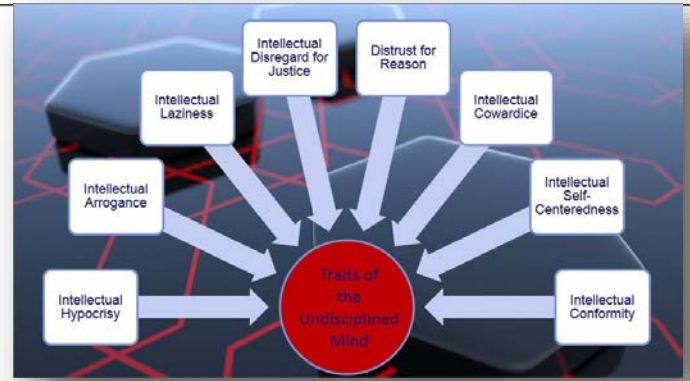 Intellectual
Disregard for
Justice
Distrust for
Reason
Intellectual
Laziness
Intellectual
Cowardice
Intellectual
Arrogance
Intellectual
Self-
Centeredness
Intellectual
Hypocrisy
Traits of
the
Undisciplined
Mind
Intellectual
Conformity